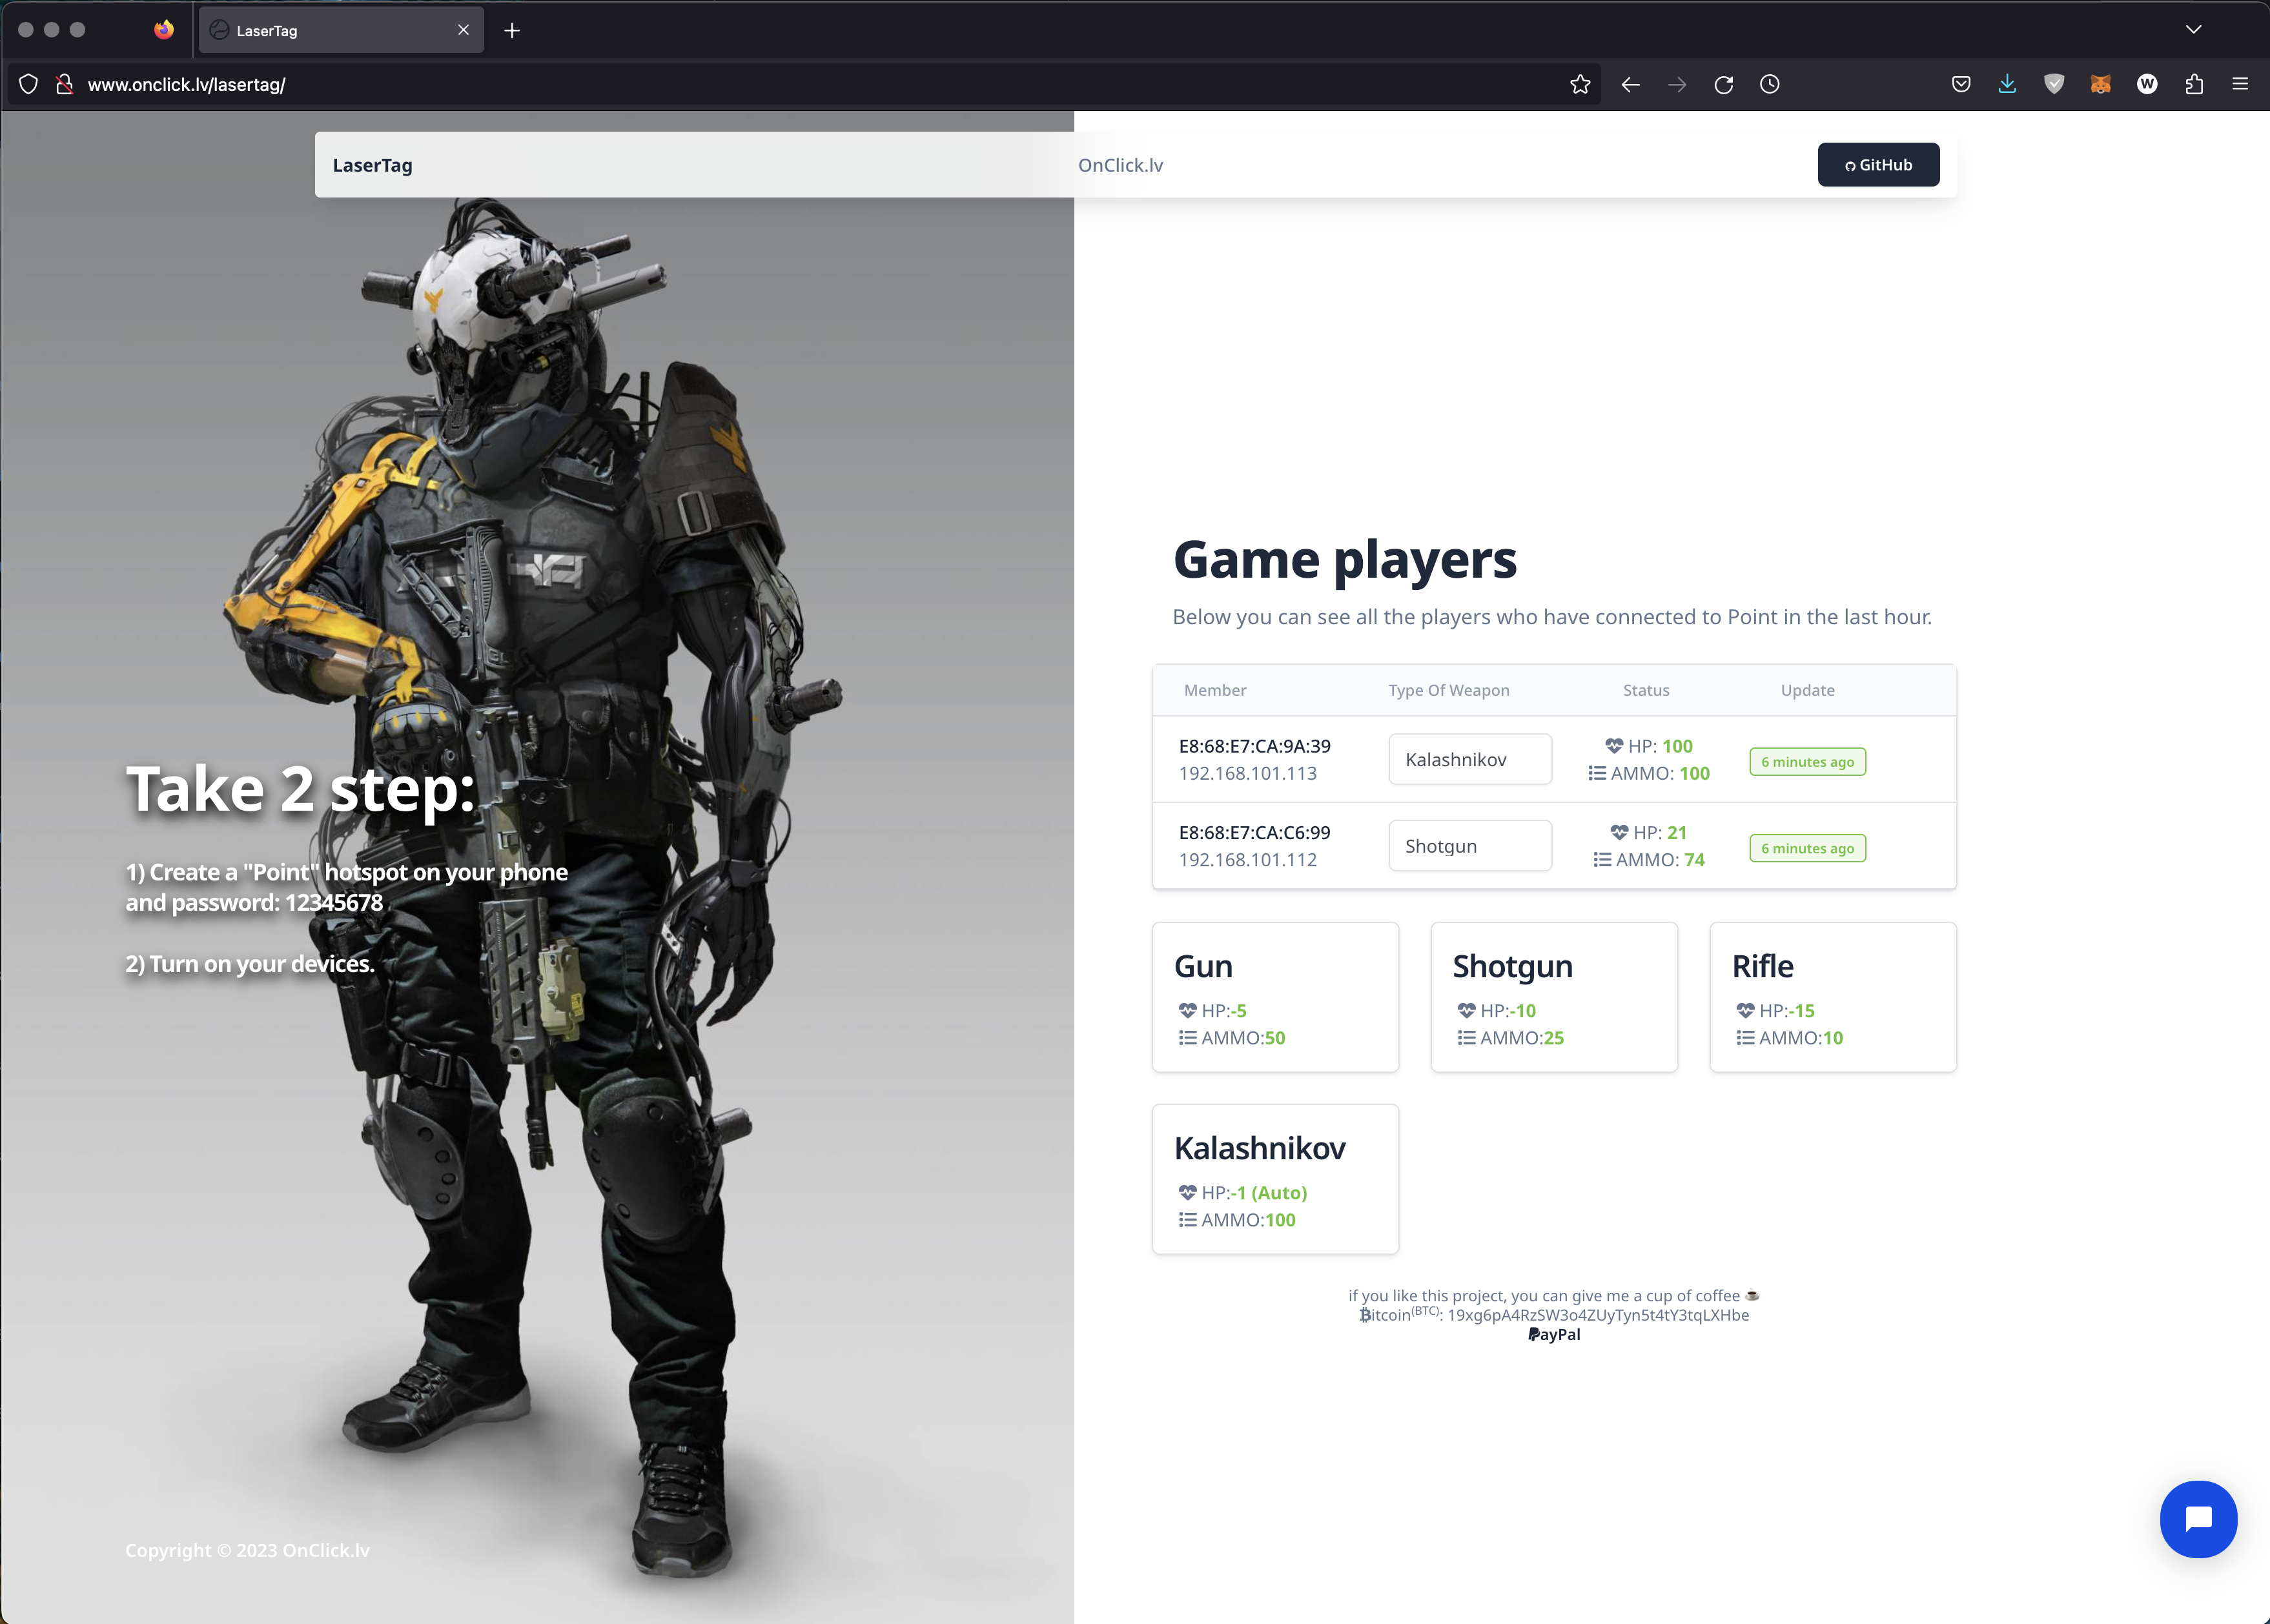 LaserTag
www.onclick.lv/lasertag/
W
LaserTag
OnClick.lv
GitHub
Take 2 step:
1) Create a "Point" hotspot on your phone
and password: 12345678
2) Turn on your devices.
Copyright © 2023 OnClick.lv
Game players
Below you can see all the players who have connected to Point in the last hour.
Member Type Of Weapon Status Update
E8:68:E7:CA:9A:39
192.168.101.113
Kalashnikov
HP: 100
AMMO: 100
6 minutes ago
E8:68:E7:CA:C6:99
192.168.101.112
Shotgun
HP: 21
AMMO: 74
6 minutes ago
Gun
HP:-5
AMMO:50
Shotgun
HP:-10
AMMO:25
Rifle
HP:-15
AMMO:10
Kalashnikov
HP:-1 (Auto)
AMMO:100
if you like this project, you can give me a cup of coffee ☕
Bitcoin(BTC): 19xg6pA4RzSW3o4ZUyTyn5t4tY3tqLXHbe
PayPal